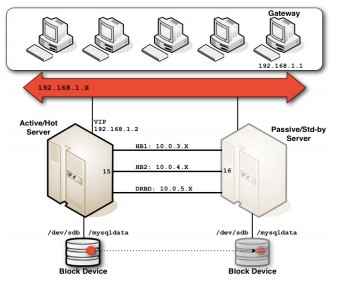 Gateway
192.168.1.1
192.168.1.X
Active/Hot
Server
VIP
192.168.1.2
Passive/Std-by
Server
HB1: 10.0.3.X
15
HB2: 10.0.4.X
16
DRBD: 10.0.5.X
/dev/sdb /mysqldata
/dev/sdb /mysqldata
Block Device
Block Device